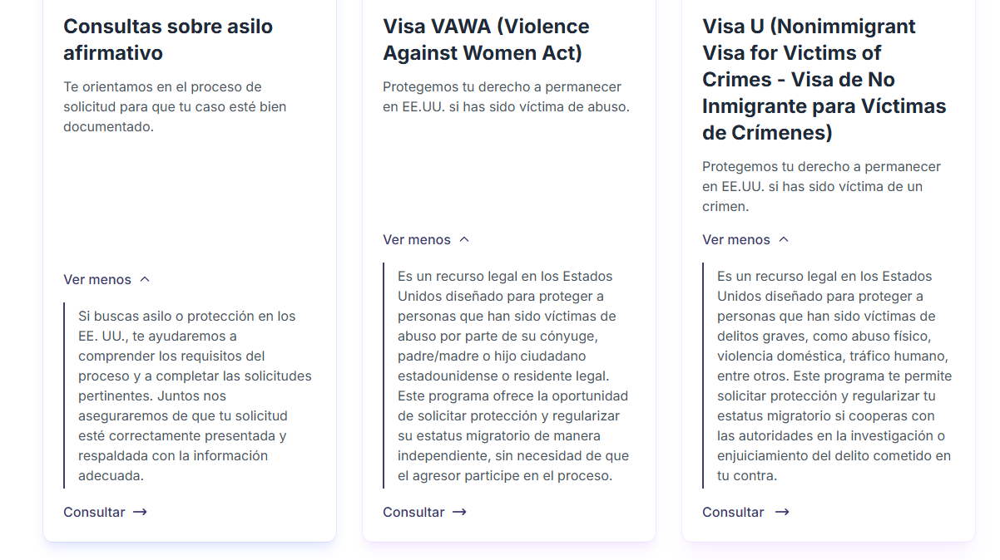 Consultas sobre asilo
afirmativo
Te orientamos en el proceso de
solicitud para que tu caso esté bien
documentado.
Ver menos
Si buscas asilo o protección en los
EE. UU., te ayudaremos a
comprender los requisitos del
proceso y a completar las solicitudes
pertinentes. Juntos nos
aseguraremos de que tu solicitud
esté correctamente presentada y
respaldada con la información
adecuada.
Consultar →
Visa VAWA (Violence
Against Women Act)
Protegemos tu derecho a permanecer
en EE.UU. si has sido víctima de abuso.
Ver menos
Es un recurso legal en los Estados
Unidos diseñado para proteger a
personas que han sido víctimas de
abuso por parte de su cónyuge,
padre/madre o hijo ciudadano
estadounidense o residente legal.
Este programa ofrece la oportunidad
de solicitar protección y regularizar
su estatus migratorio de manera
independiente, sin necesidad de que
el agresor participe en el proceso.
Consultar →
Visa U (Nonimmigrant
Visa for Victims of
Crimes - Visa de No
Inmigrante para Víctimas
de Crímenes)
Protegemos tu derecho a permanecer
en EE.UU. si has sido víctima de un
crimen.
Ver menos
Es un recurso legal en los Estados
Unidos diseñado para proteger a
personas que han sido víctimas de
delitos graves, como abuso físico,
violencia doméstica, tráfico humano,
entre otros. Este programa te permite
solicitar protección y regularizar tu
estatus migratorio si cooperas con
las autoridades en la investigación o
enjuiciamiento del delito cometido en
tu contra.
Consultar →